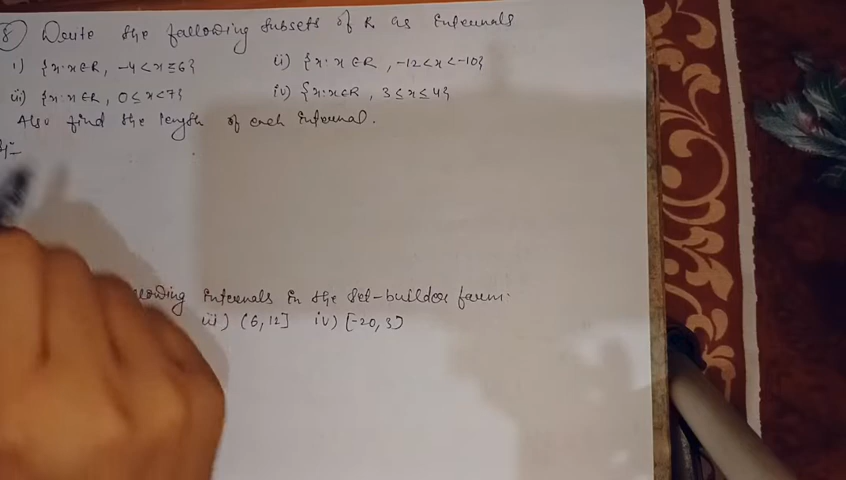 8) Write the following subsets of R as intervals
i) {x:x∈R, -4<x≤6} ii) {x: x∈R, -12<x<-10}
iii) {x:x∈R, 0≤x<7} iv) {x:x∈R, 3≤x≤4}
Also find the length of each interval.
intervals in the set-builder form.
iii) (6,12] iv) [-20,3)